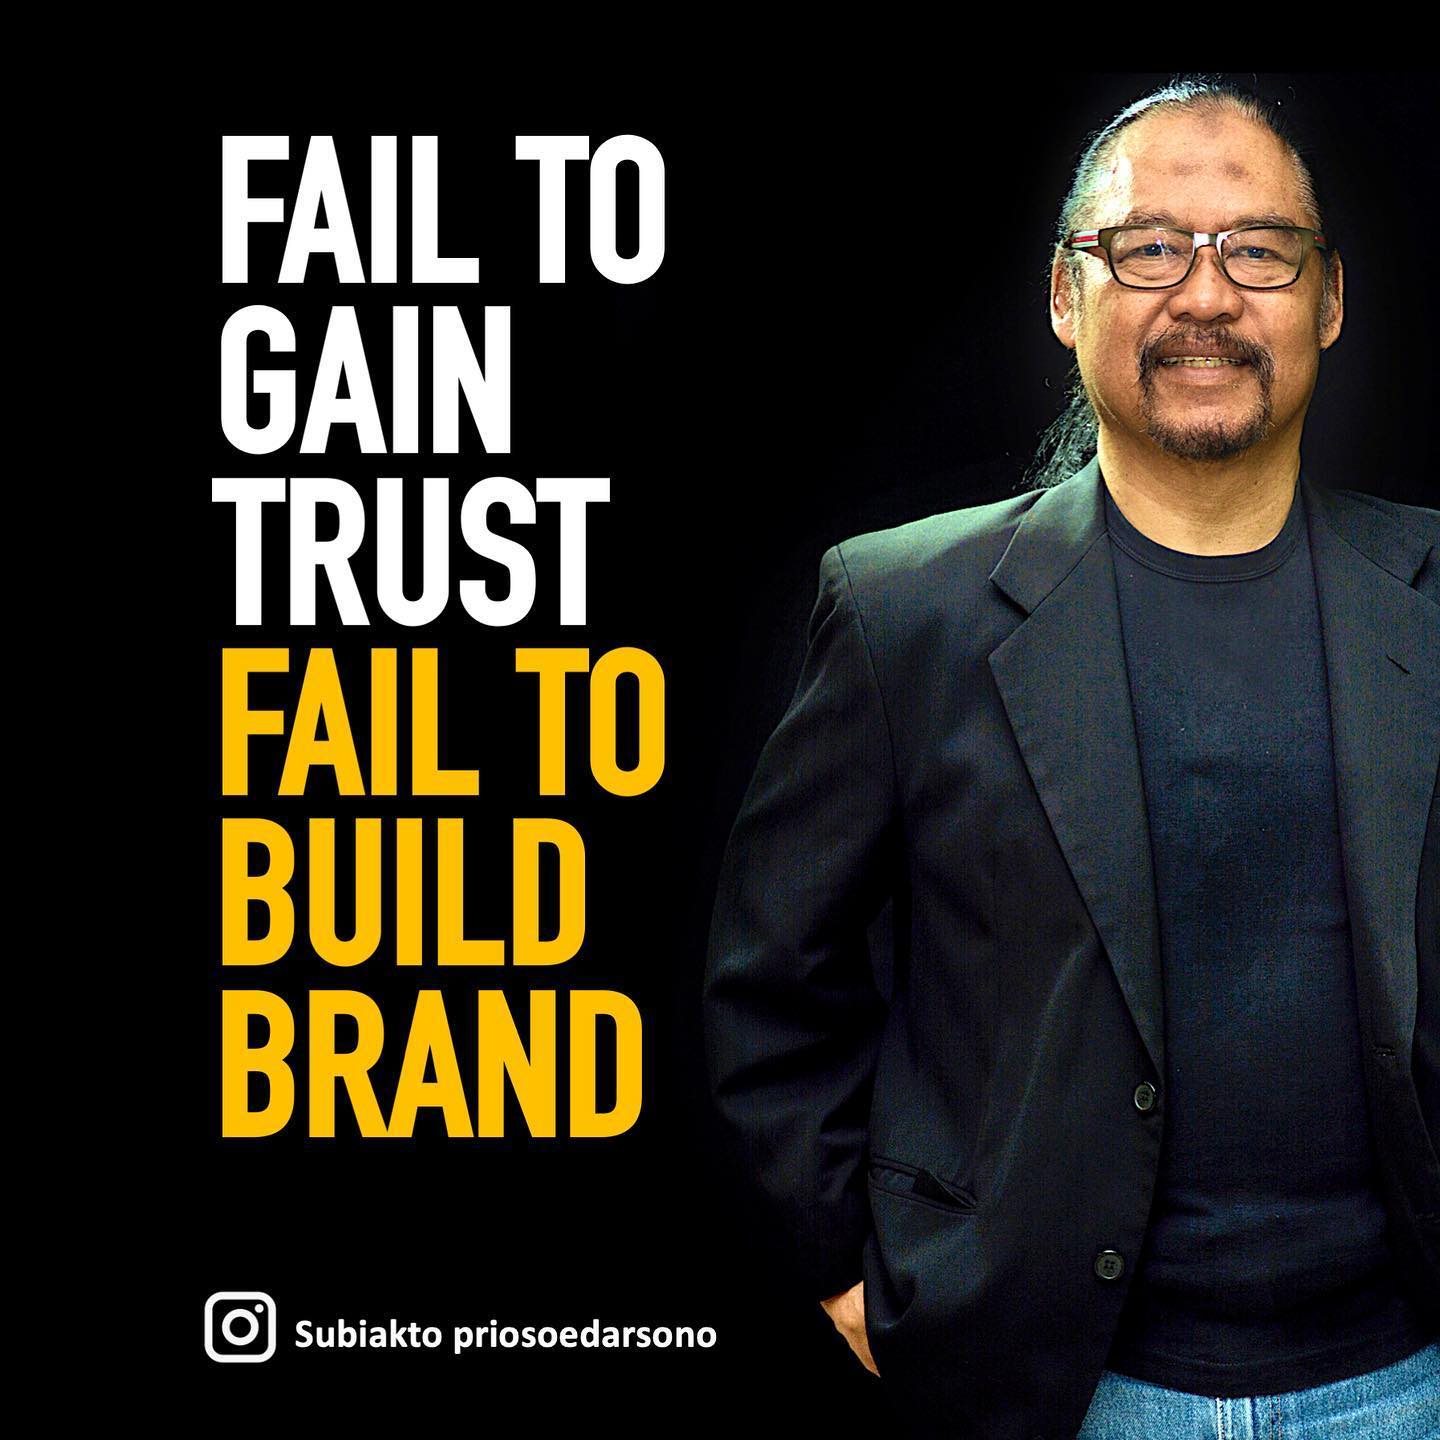 FAIL TO
GAIN
TRUST
FAIL TO
BUILD
BRAND
Subiakto priosoedarsono